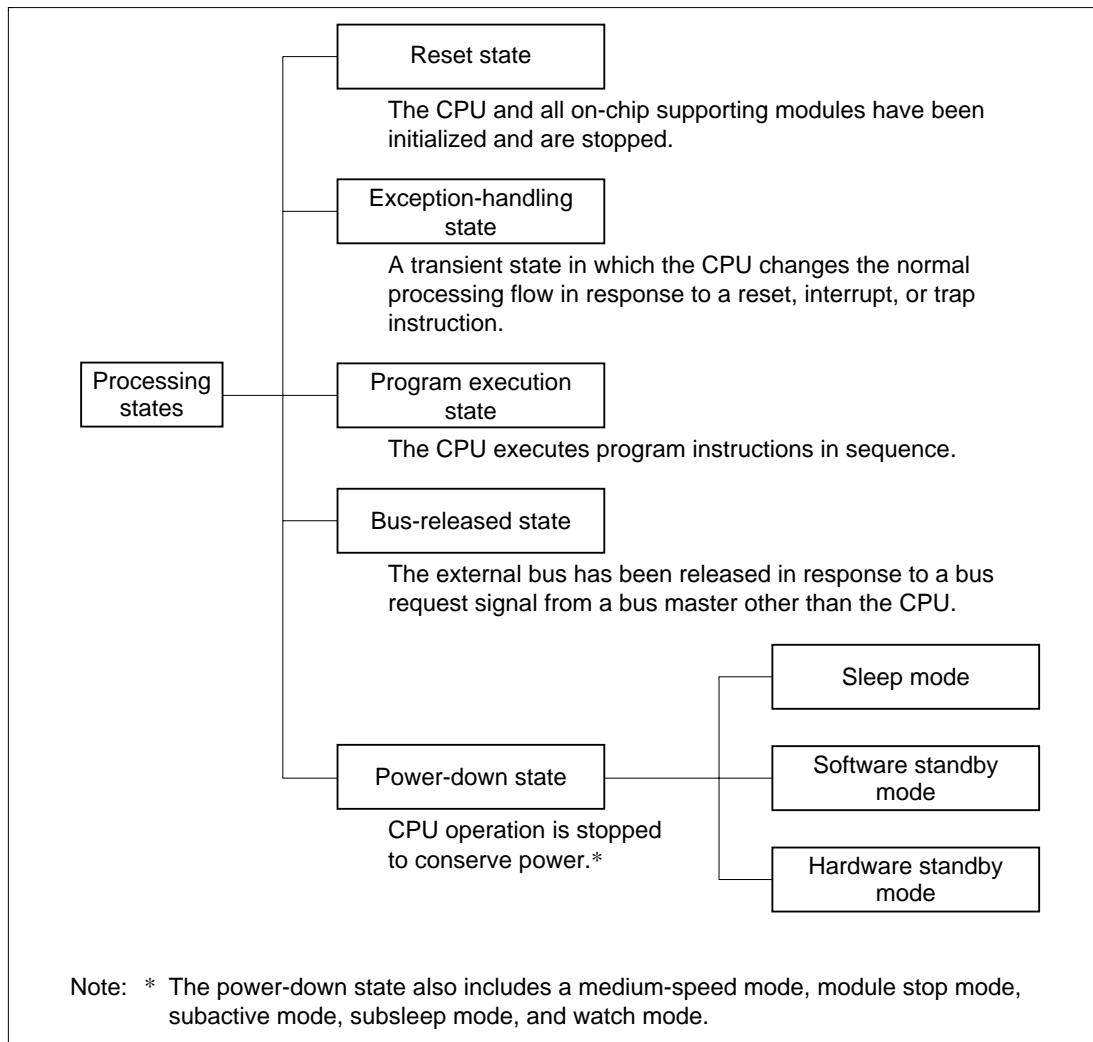 Reset state
The CPU and all on-chip supporting modules have been
initialized and are stopped.
Exception-handling
state
A transient state in which the CPU changes the normal
processing flow in response to a reset, interrupt, or trap
instruction.
Processing
states
Program execution
state
The CPU executes program instructions in sequence.
Bus-released state
The external bus has been released in response to a bus
request signal from a bus master other than the CPU.
Sleep mode
Power-down state
Software standby
mode
CPU operation is stopped
to conserve power.*
Hardware standby
mode
Note: * The power-down state also includes a medium-speed mode, module stop mode,
subactive mode, subsleep mode, and watch mode.